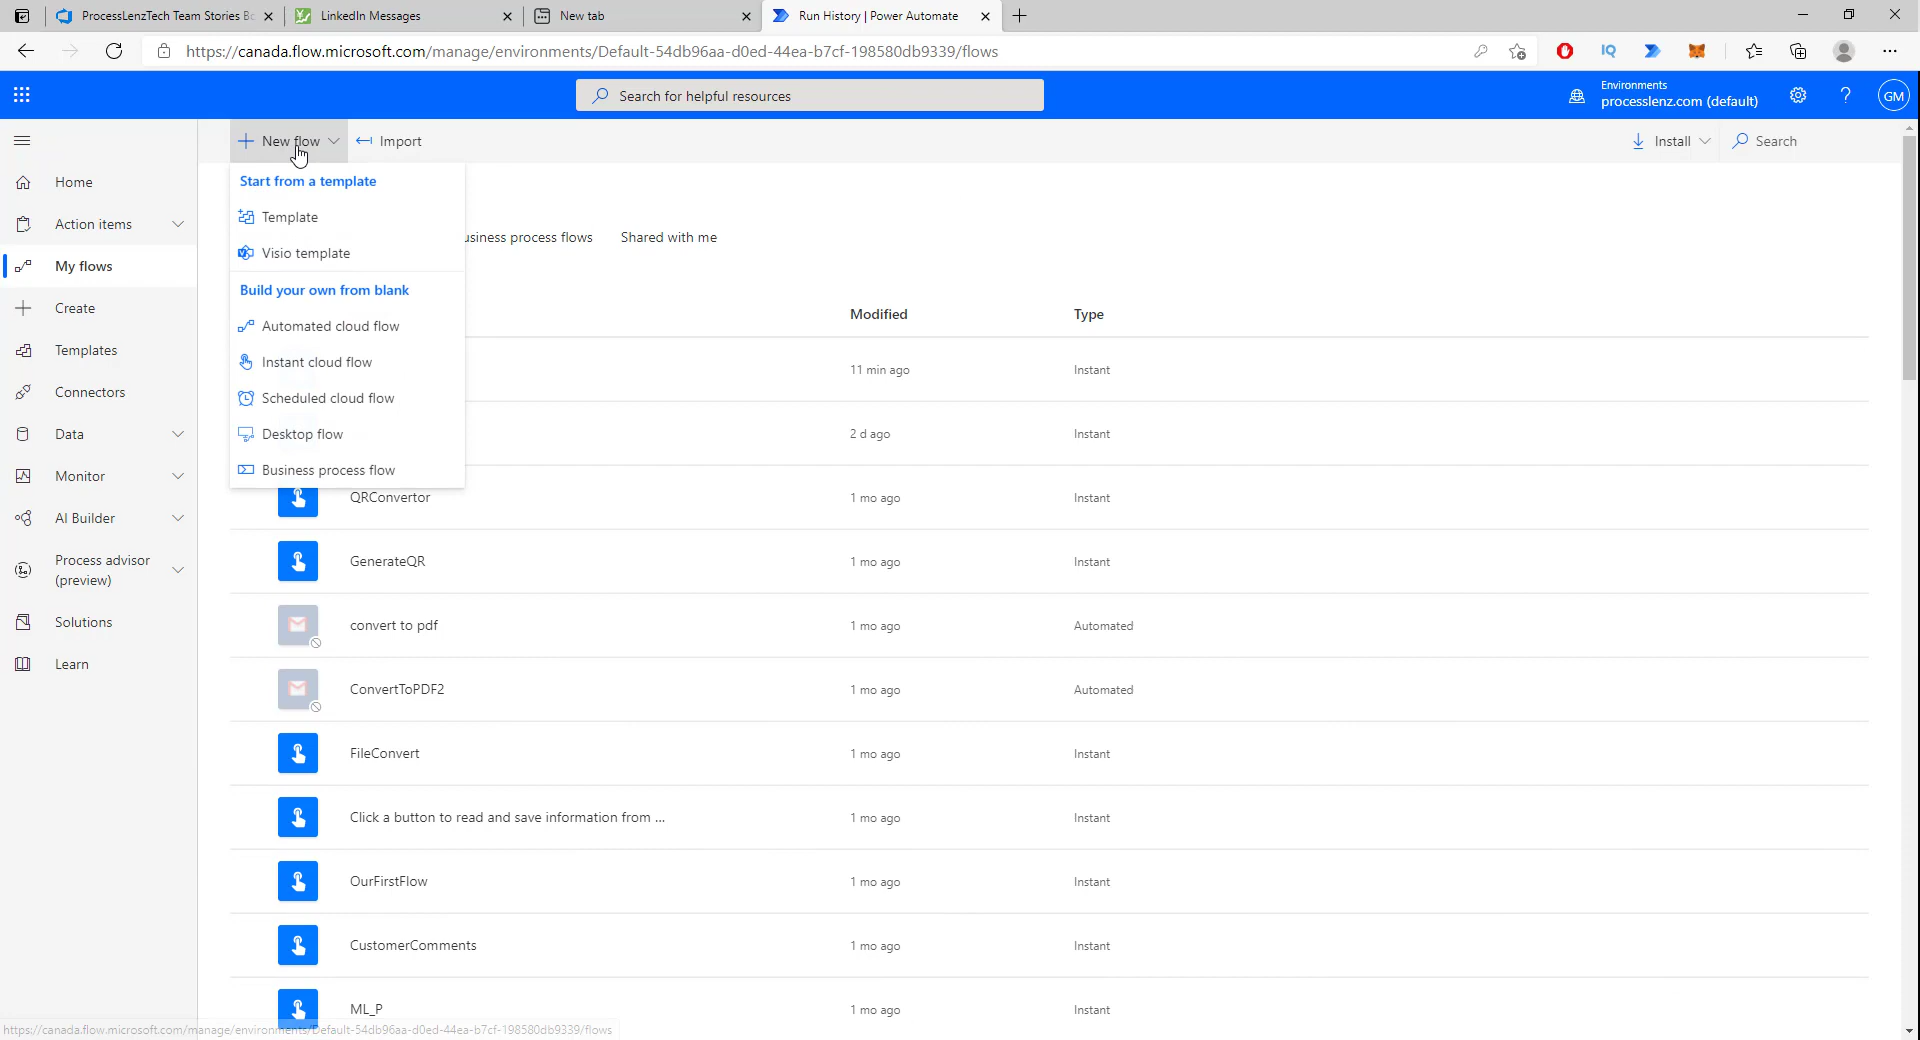 ProcessLenzTech Team Stories Bo
LinkedIn Messages
New tab
Run History | Power Automate
https://canada.flow.microsoft.com/manage/environments/Default-54db96aa-d0ed-44ea-b7cf-198580db9339/flows
IQ
Search for helpful resources
Environments
processlenz.com (default)
?
GM
New flow
Import
Install
Search
Home
Action items
My flows
Create
Templates
Connectors
Data
Monitor
AI Builder
Process advisor
(preview)
Solutions
Learn
Start from a template
Template
Visio template
Build your own from blank
Automated cloud flow
Instant cloud flow
Scheduled cloud flow
Desktop flow
Business process flow
usiness process flows
Shared with me
Modified
Type
11 min ago
Instant
2 d ago
Instant
QRConvertor
1 mo ago
Instant
GenerateQR
1 mo ago
Instant
convert to pdf
1 mo ago
Automated
ConvertToPDF2
1 mo ago
Automated
FileConvert
1 mo ago
Instant
Click a button to read and save information from ...
1 mo ago
Instant
OurFirstFlow
1 mo ago
Instant
CustomerComments
1 mo ago
Instant
ML_P
1 mo ago
Instant
https://canada.flow.microsoft.com/manage/environments/Default-54db96aa-d0ed-44ea-b7cf-198580db9339/flows